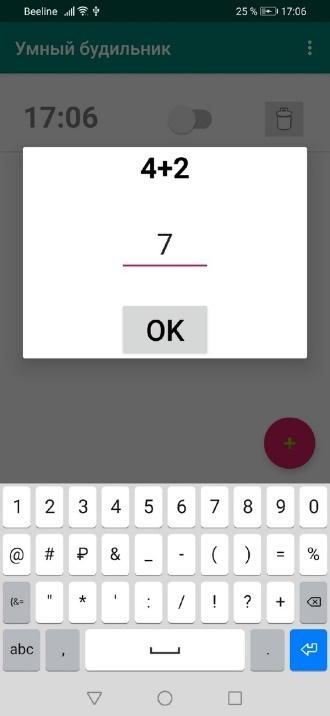 Beeline 25 % 17:06
Умный будильник
17:06
4+2
7
OK
+
1 2 3 4 5 6 7 8 9 0
@ # ₽ & _ - ( ) = %
{&= " * ' : / ! ? +
abc , .